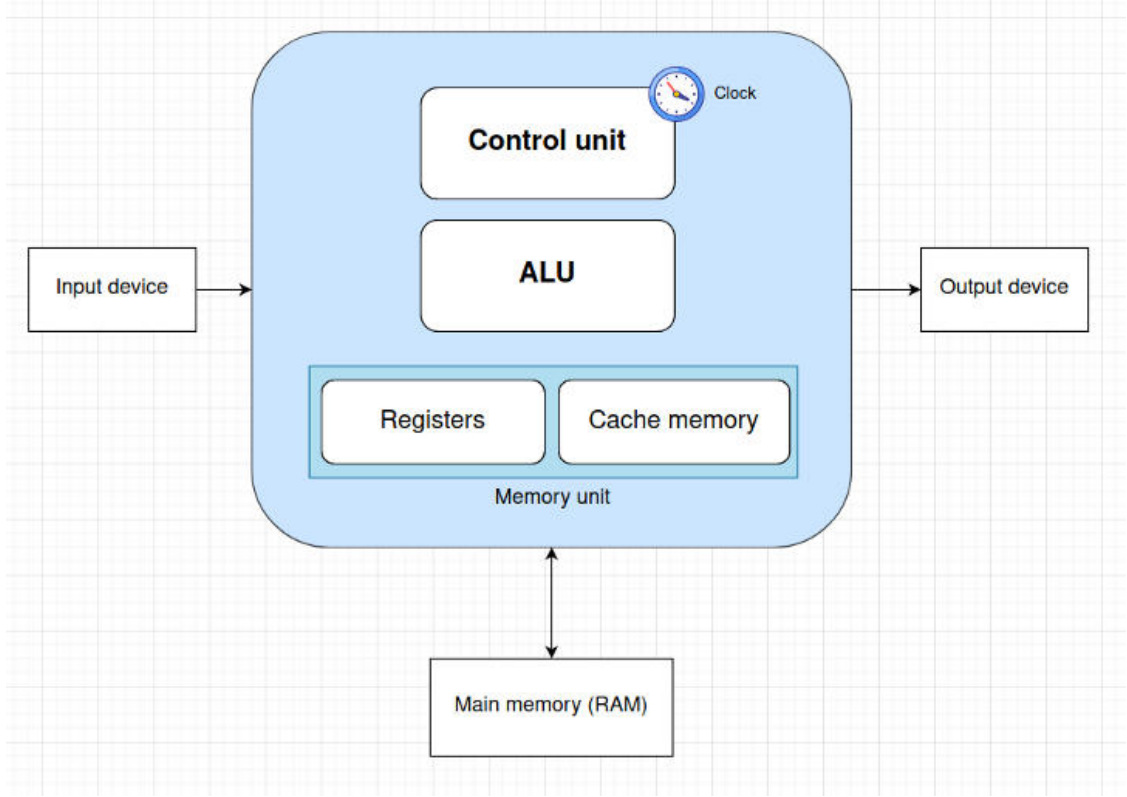 Clock
Control unit
ALU
Input device
Output device
Registers
Cache memory
Memory unit
Main memory (RAM)